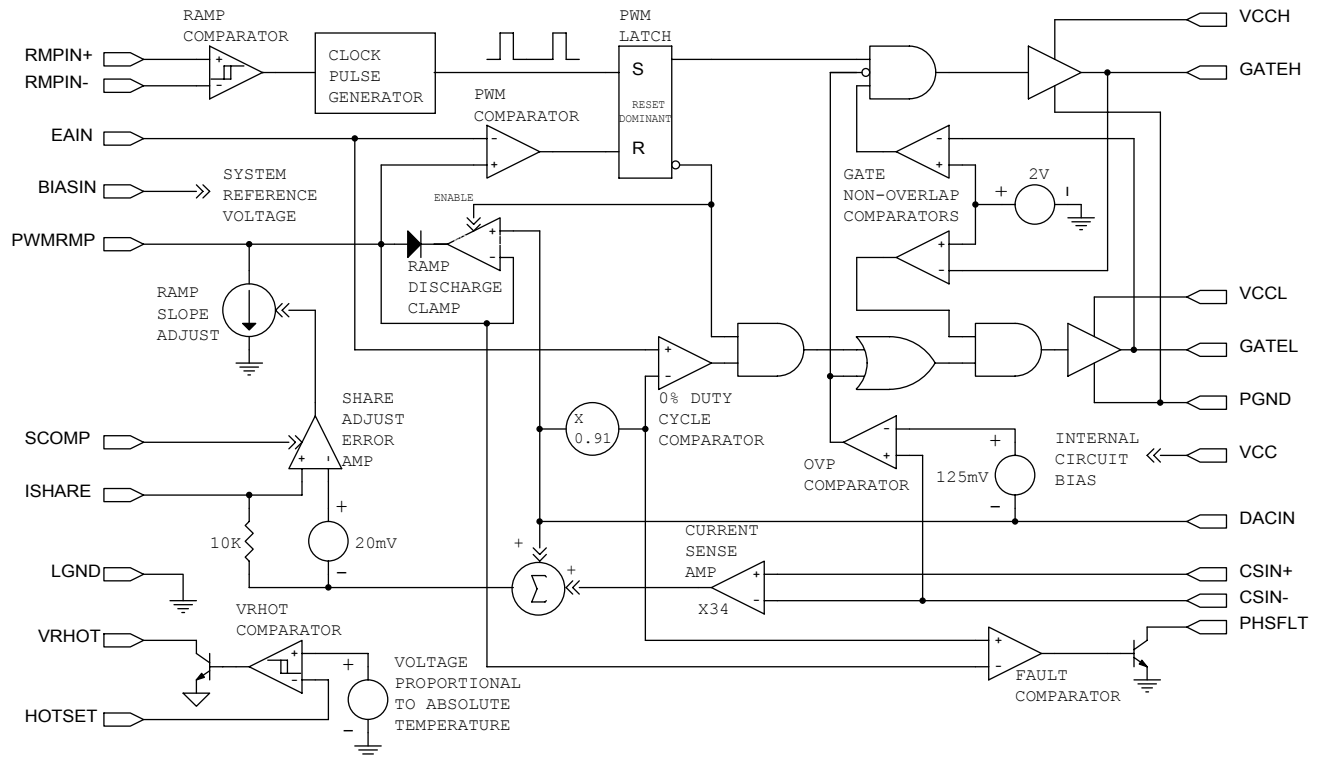 RAMP
COMPARATOR
RMPIN+
RMPIN-
+
-
CLOCK
PULSE
GENERATOR
PWM
LATCH
S
RESET
DOMINANT
R
PWM
COMPARATOR
-
+
VCCH
GATEH
EAIN
BIASIN
SYSTEM
REFERENCE
VOLTAGE
ENABLE
-
+
GATE
NON-OVERLAP
COMPARATORS
2V
+
-
+
-
PWMRMP
+
-
RAMP
DISCHARGE
CLAMP
RAMP
SLOPE
ADJUST
VCCL
GATEL
PGND
+
-
0% DUTY
CYCLE
COMPARATOR
X
0.91
SHARE
ADJUST
ERROR
AMP
SCOMP
+
-
ISHARE
10K
+
20mV
-
OVP
COMPARATOR
-
+
+
125mV
-
INTERNAL
CIRCUIT
BIAS
VCC
DACIN
CURRENT
SENSE
AMP
X34
+
-
+
+
Σ
CSIN+
CSIN-
PHSFLT
LGND
VRHOT
VRHOT
COMPARATOR
+
-
+
-
VOLTAGE
PROPORTIONAL
TO ABSOLUTE
TEMPERATURE
HOTSET
+
-
FAULT
COMPARATOR